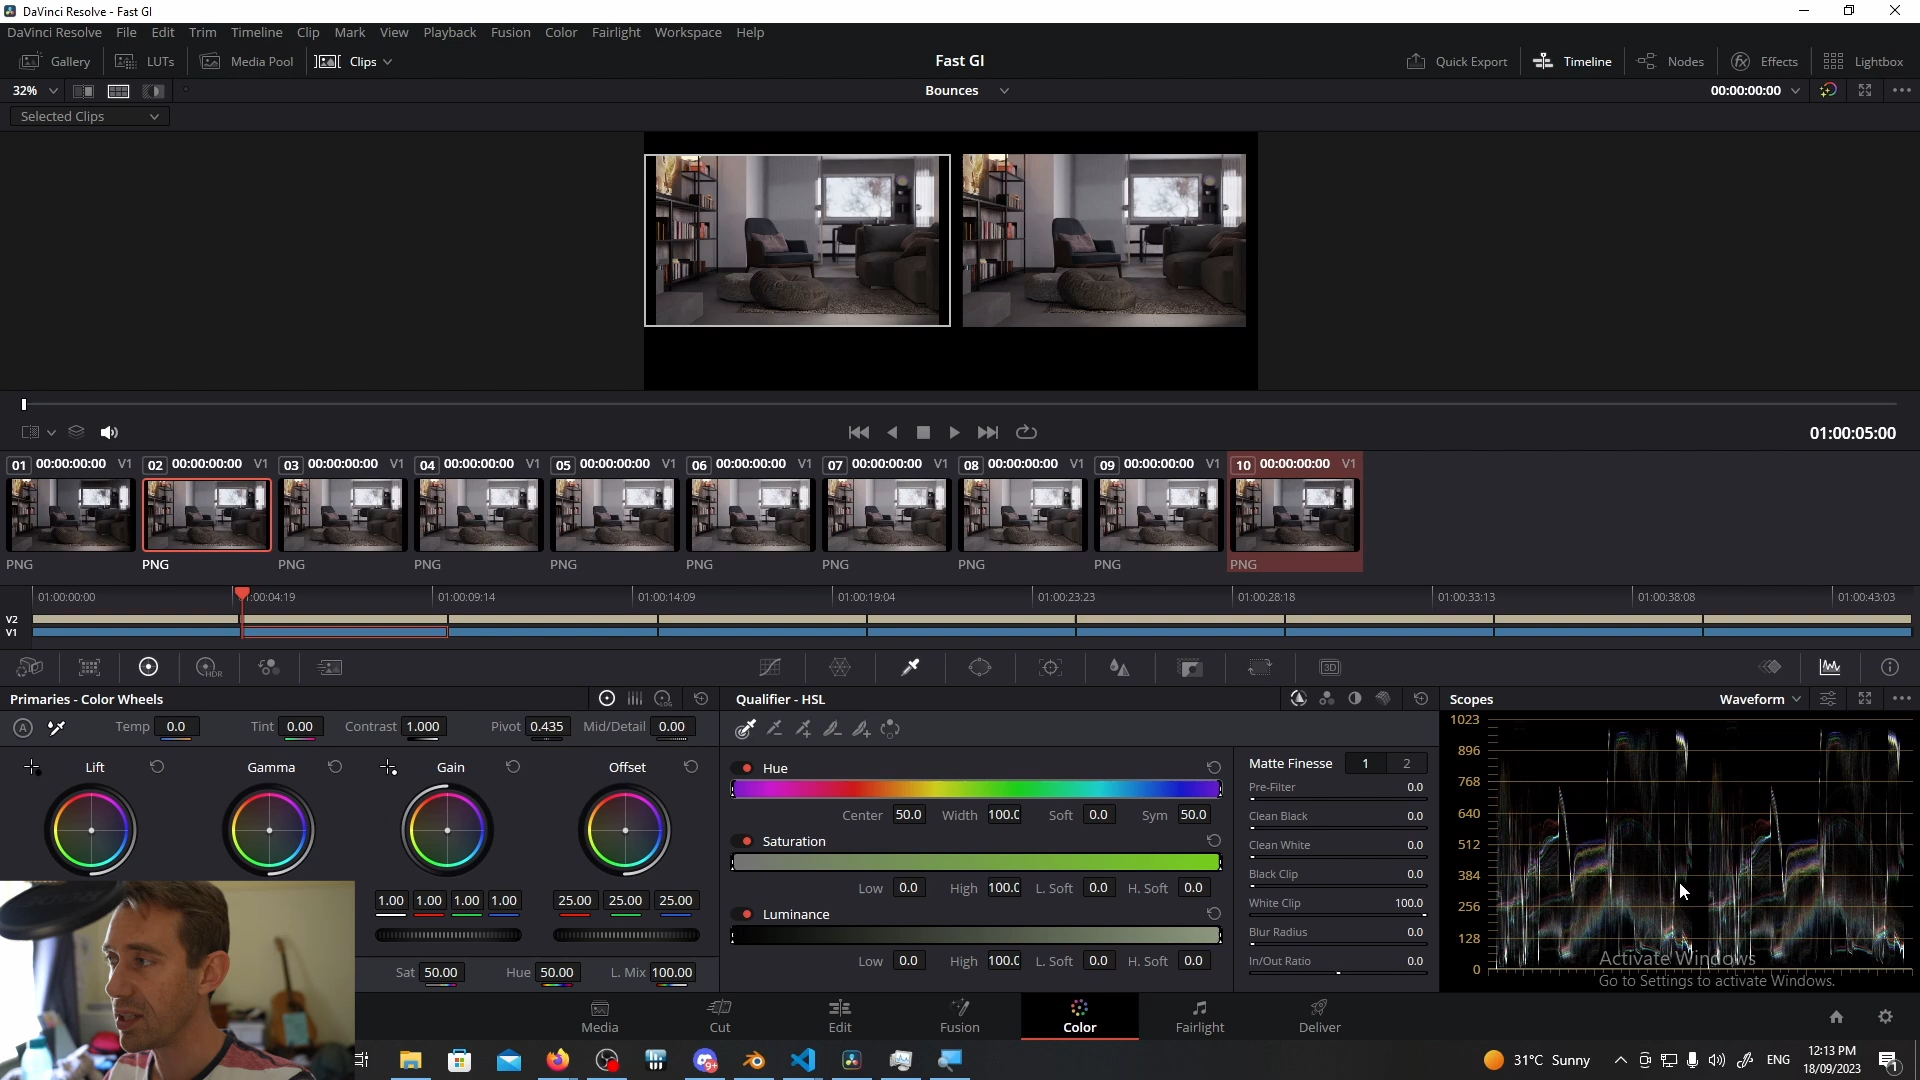 DaVinci Resolve - Fast GI
DaVinci Resolve File Edit Trim Timeline Clip Mark View Playback Fusion Color Fairlight Workspace Help
Gallery LUTs Media Pool Clips Fast GI Quick Export Timeline Nodes Effects Lightbox
32% Bounces 00:00:00:00
Selected Clips
01:00:05:00
01 00:00:00:00 V1 02 00:00:00:00 V1 03 00:00:00:00 V1 04 00:00:00:00 V1 05 00:00:00:00 V1 06 00:00:00:00 V1 07 00:00:00:00 V1 08 00:00:00:00 V1 09 00:00:00:00 V1 10 00:00:00:00 V1
PNG PNG PNG PNG PNG PNG PNG PNG PNG PNG
01:00:00:00 :00:04:19 01:00:09:14 01:00:14:09 01:00:19:04 01:00:23:23 01:00:28:18 01:00:33:13 01:00:38:08 01:00:43:03
V2
V1
HDR 3D
Primaries - Color Wheels LOG Qualifier - HSL Scopes Waveform
A Temp 0.0 Tint 0.00 Contrast 1.000 Pivot 0.435 Mid/Detail 0.00
Lift Gamma Gain Offset
1.00 1.00 1.00 1.00 25.00 25.00 25.00
Sat 50.00 Hue 50.00 L. Mix 100.00
Hue
Center 50.0 Width 100.0 Soft 0.0 Sym 50.0
Saturation
Low 0.0 High 100.0 L. Soft 0.0 H. Soft 0.0
Luminance
Low 0.0 High 100.0 L. Soft 0.0 H. Soft 0.0
Matte Finesse 1 2
Pre-Filter 0.0
Clean Black 0.0
Clean White 0.0
Black Clip 0.0
White Clip 100.0
Blur Radius 0.0
In/Out Ratio 0.0
1023
896
768
640
512
384
256
128
0
Activate Windows
Go to Settings to activate Windows.
Media Cut Edit Fusion Color Fairlight Deliver
9+ 31°C Sunny ENG 12:13 PM
18/09/2023 1